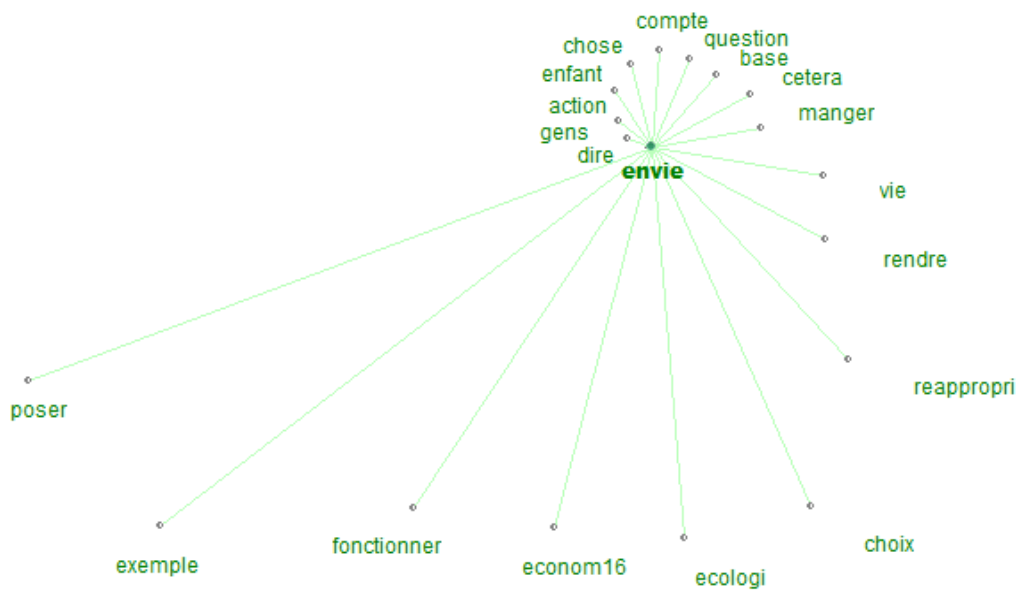 compte
question
chose
base
enfant
cetera
action
manger
gens
dire
envie
vie
rendre
reappropri
poser
choix
fonctionner
exemple
econom16
ecologi